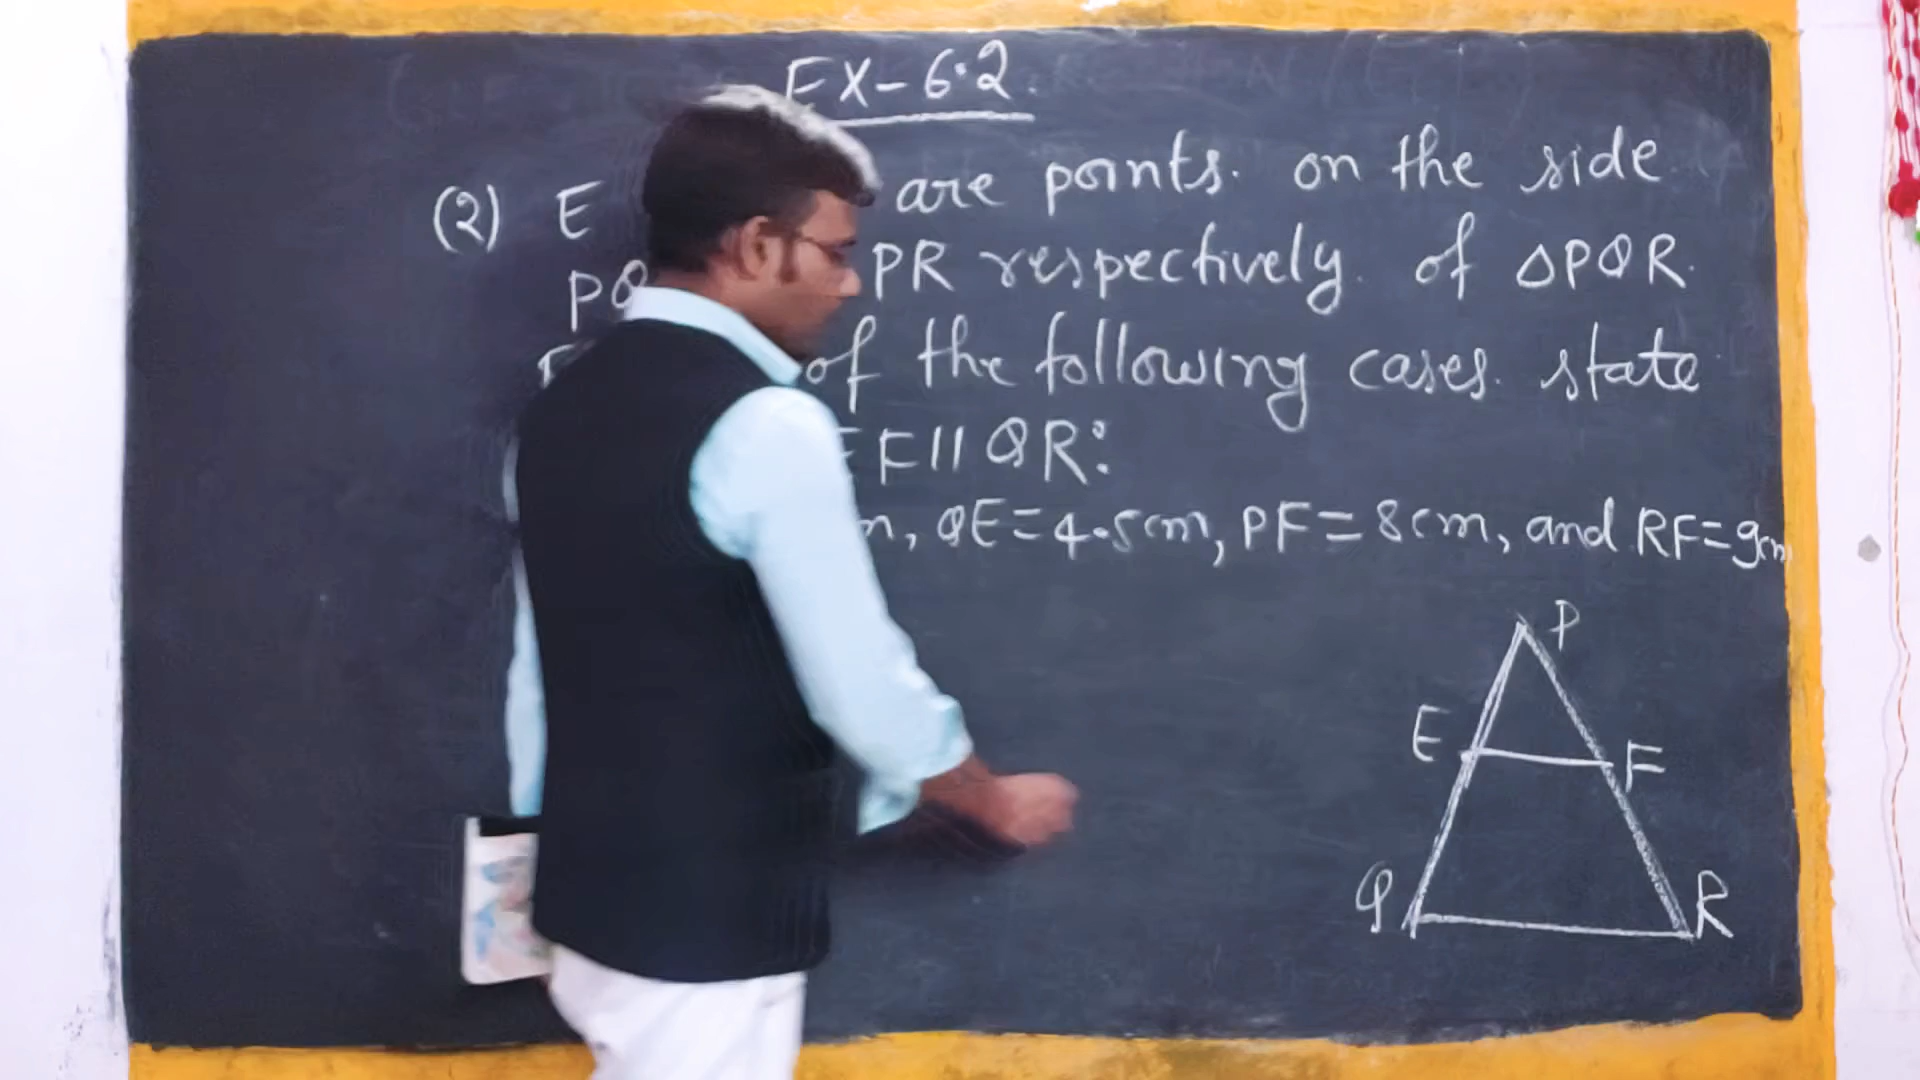 EX-6.2.
(2) E are points. on the side
PQ PR respectively. of △PQR.
of the following cases. state
F || QR:
, QE=4.5cm, PF=8cm, and RF=9cm
P
E F
Q R